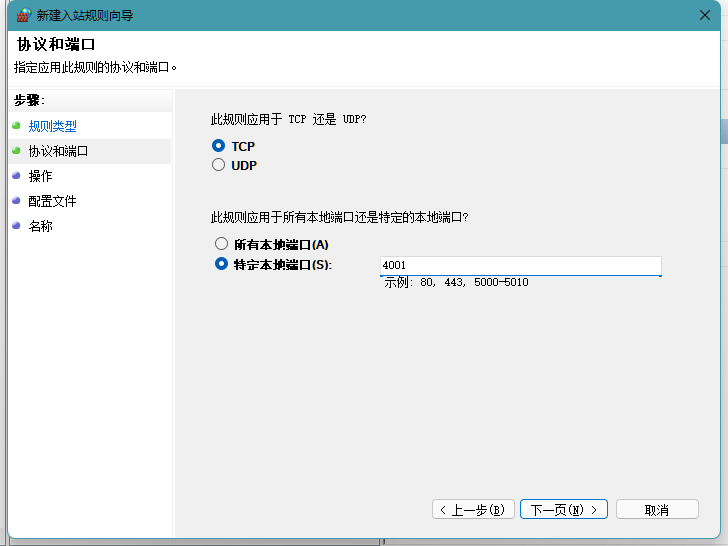 新建入站规则向导
协议和端口
指定应用此规则的协议和端口。
步骤:
规则类型
协议和端口
操作
配置文件
名称
此规则应用于 TCP 还是 UDP?
TCP
UDP
此规则应用于所有本地端口还是特定的本地端口?
所有本地端口(A)
特定本地端口(S): 4001
示例: 80, 443, 5000-5010
< 上一步(B) 下一页(N) > 取消